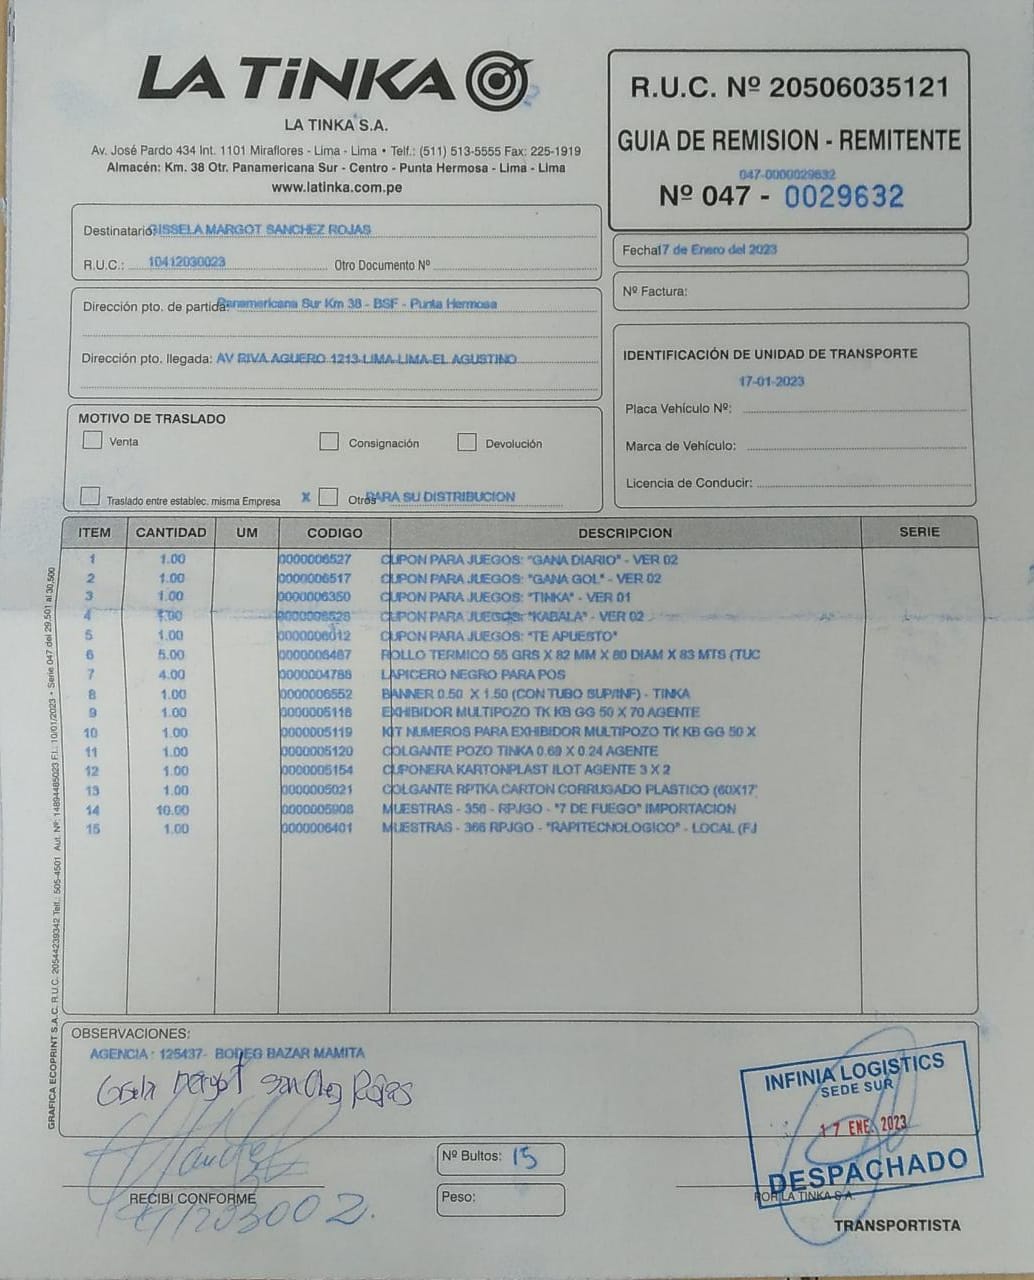 LA TiNKA
LA TINKA S.A.
Av. José Pardo 434 Int. 1101 Miraflores - Lima - Lima • Telf.: (511) 513-5555 Fax: 225-1919
Almacén: Km. 38 Otr. Panamericana Sur - Centro - Punta Hermosa - Lima - Lima
www.latinka.com.pe
R.U.C. Nº 20506035121
GUIA DE REMISION - REMITENTE
047-0000029632
Nº 047 - 0029632
Destinatario: GISSELA MARGOT SANCHEZ ROJAS
R.U.C.: 10412030023 Otro Documento Nº
Fecha 17 de Enero del 2023
Nº Factura:
Dirección pto. de partida: Panamericana Sur Km 38 - BSF - Punta Hermosa
Dirección pto. llegada: AV RIVA AGUERO 1213-LIMA-LIMA-EL AGUSTINO
IDENTIFICACIÓN DE UNIDAD DE TRANSPORTE
17-01-2023
Placa Vehículo Nº:
Marca de Vehículo:
Licencia de Conducir:
MOTIVO DE TRASLADO
Venta Consignación Devolución
Traslado entre establec. misma Empresa X Otros PARA SU DISTRIBUCION
ITEM CANTIDAD UM CODIGO DESCRIPCION SERIE
1 1.00 0000006527 CUPON PARA JUEGOS: "GANA DIARIO" - VER 02
2 1.00 0000006517 CUPON PARA JUEGOS: "GANA GOL" - VER 02
3 1.00 0000006350 CUPON PARA JUEGOS: "TINKA" - VER 01
4 1.00 0000006526 CUPON PARA JUEGOS: "KABALA" - VER 02
5 1.00 0000006012 CUPON PARA JUEGOS: "TE APUESTO"
6 5.00 0000006467 ROLLO TERMICO 55 GRS X 82 MM X 80 DIAM X 83 MTS (TUC
7 4.00 0000004786 LAPICERO NEGRO PARA POS
8 1.00 0000006552 BANNER 0.50 X 1.50 (CON TUBO SUP/INF) - TINKA
9 1.00 0000005116 EXHIBIDOR MULTIPOZO TK KB GG 50 X 70 AGENTE
10 1.00 0000005119 KIT NUMEROS PARA EXHIBIDOR MULTIPOZO TK KB GG 50 X
11 1.00 0000005120 COLGANTE POZO TINKA 0.69 X 0.24 AGENTE
12 1.00 0000005154 CUPONERA KARTONPLAST ILOT AGENTE 3 X 2
13 1.00 0000005021 COLGANTE RPTKA CARTON CORRUGADO PLASTICO (60X17
14 10.00 0000005908 MUESTRAS - 356 - RPJGO - "7 DE FUEGO" IMPORTACION
15 1.00 0000006401 MUESTRAS - 366 RPJGO - "RAPITECNOLOGICO" - LOCAL (FJ
GRAFICA ECOPRINT S.A.C. R.U.C. 20544239342 Telf.: 505-4501 Aut. Nº: 14894485023 F.I.: 10/01/2023 • Serie 047 del 29,501 al 30,500
OBSERVACIONES:
AGENCIA : 125437- BODEG BAZAR MAMITA
Gisela Margot Sanchez Rojas
INFINIA LOGISTICS
SEDE SUR
17 ENE. 2023
DESPACHADO
Nº Bultos: 15
Peso:
RECIBI CONFORME
POR LA TINKA S.A.
TRANSPORTISTA